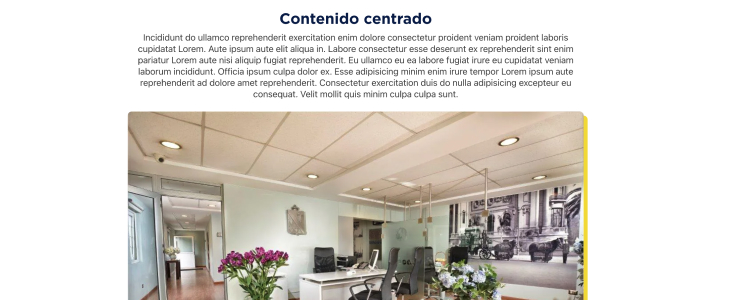 Contenido centrado
Incididunt do ullamco reprehenderit exercitation enim dolore consectetur proident veniam proident laboris
cupidatat Lorem. Aute ipsum aute elit aliqua in. Labore consectetur esse deserunt ex reprehenderit sint enim
pariatur Lorem aute nisi aliquip fugiat reprehenderit. Eu ullamco eu ea labore fugiat irure eu cupidatat veniam
laborum incididunt. Officia ipsum culpa dolor ex. Esse adipisicing minim enim irure tempor Lorem ipsum aute
reprehenderit ad dolore amet reprehenderit. Consectetur exercitation duis do nulla adipisicing excepteur eu
consequat. Velit mollit quis minim culpa culpa sunt.